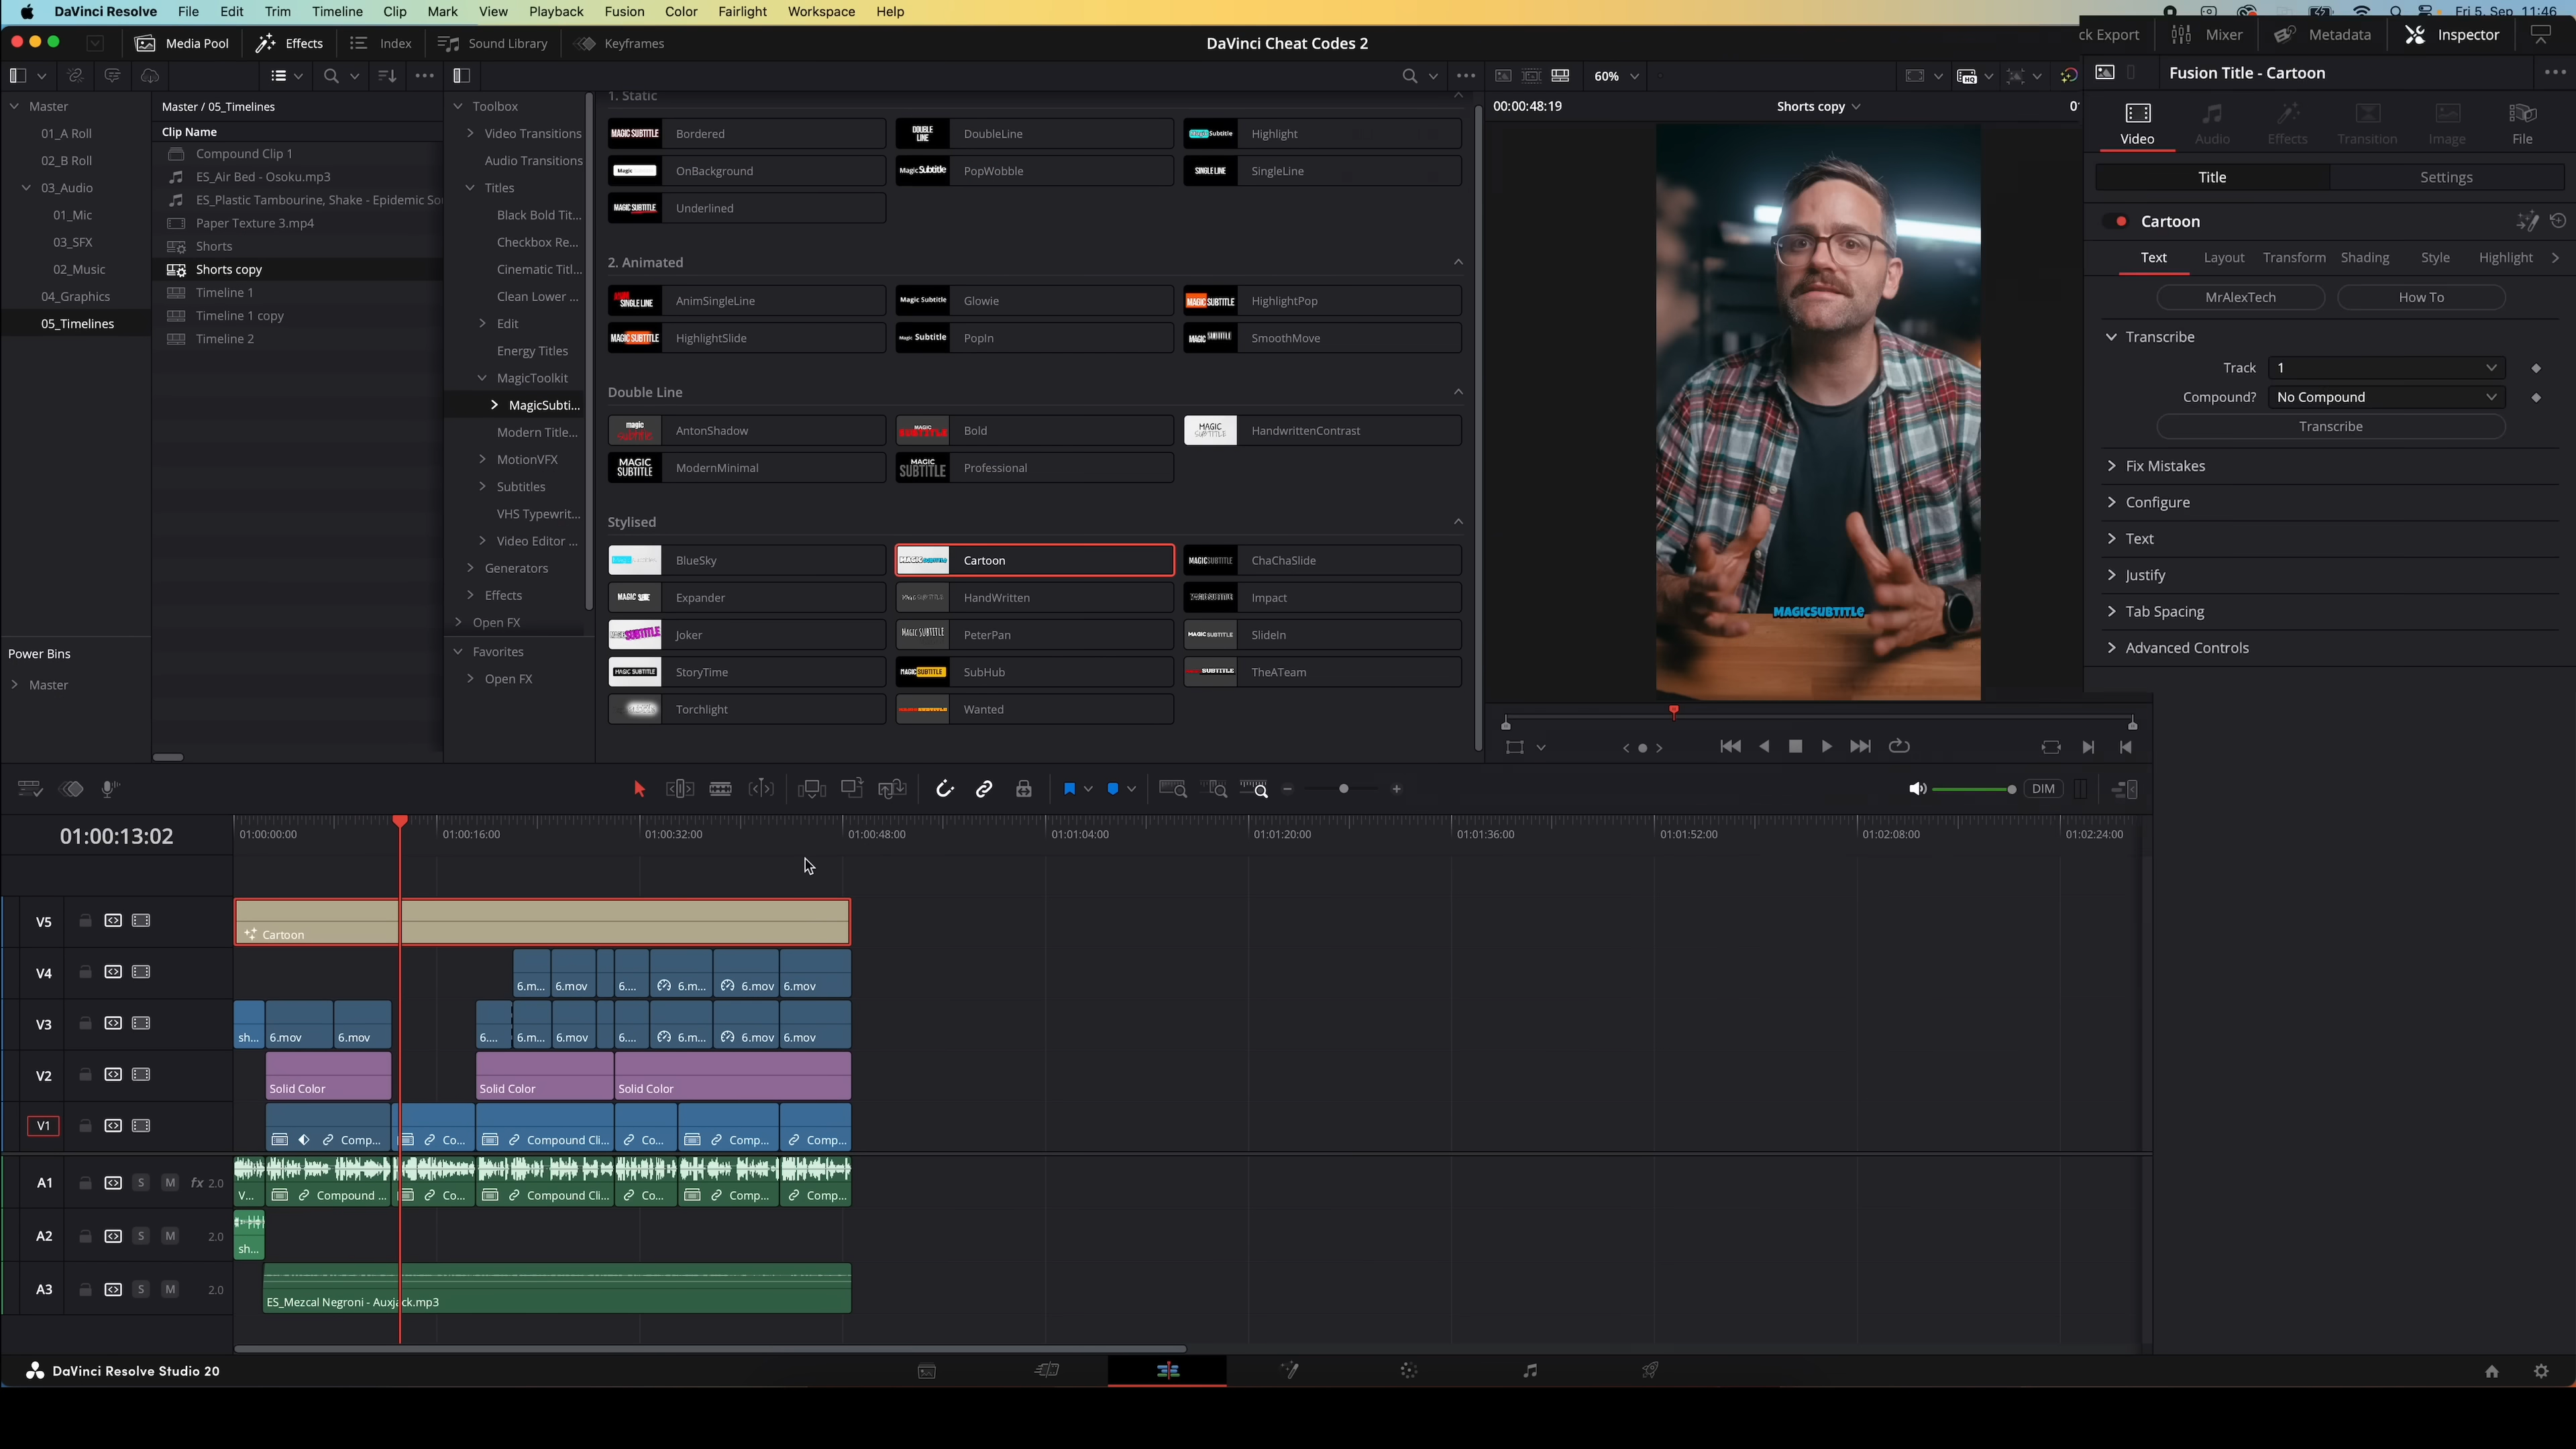 DaVinci Resolve File Edit Trim Timeline Clip Mark View Playback Fusion Color Fairlight Workspace Help
Fri 5. Sep 11:46
Media Pool Effects Index Sound Library Keyframes
DaVinci Cheat Codes 2
ck Export Mixer Metadata Inspector
60%
Fusion Title - Cartoon
Master
01_A Roll
02_B Roll
03_Audio
01_Mic
03_SFX
02_Music
04_Graphics
05_Timelines
Power Bins
Master
Master / 05_Timelines
Clip Name
Compound Clip 1
ES_Air Bed - Osoku.mp3
ES_Plastic Tambourine, Shake - Epidemic So
Paper Texture 3.mp4
Shorts
Shorts copy
Timeline 1
Timeline 1 copy
Timeline 2
Toolbox
Video Transitions
Audio Transitions
Titles
Black Bold Tit...
Checkbox Re...
Cinematic Titl...
Clean Lower ...
Edit
Energy Titles
MagicToolkit
MagicSubti...
Modern Title...
MotionVFX
Subtitles
VHS Typewrit...
Video Editor ...
Generators
Effects
Open FX
Favorites
Open FX
1. Static
Bordered DoubleLine Highlight
OnBackground PopWobble SingleLine
Underlined
2. Animated
AnimSingleLine Glowie HighlightPop
HighlightSlide PopIn SmoothMove
Double Line
AntonShadow Bold HandwrittenContrast
ModernMinimal Professional
Stylised
BlueSky Cartoon ChaChaSlide
Expander HandWritten Impact
Joker PeterPan SlideIn
StoryTime SubHub TheATeam
Torchlight Wanted
00:00:48:19 Shorts copy 0
MAGICSUBTITLE
Video Audio Effects Transition Image File
Title Settings
Cartoon
Text Layout Transform Shading Style Highlight
MrAlexTech How To
Transcribe
Track 1
Compound? No Compound
Transcribe
Fix Mistakes
Configure
Text
Justify
Tab Spacing
Advanced Controls
DIM
01:00:13:02
01:00:00:00 01:00:16:00 01:00:32:00 01:00:48:00 01:01:04:00 01:01:20:00 01:01:36:00 01:01:52:00 01:02:08:00 01:02:24:00
V5 Cartoon
V4 6.m... 6.mov 6.... 6.m... 6.mov 6.mov
V3 sh... 6.mov 6.mov 6.... 6.m... 6.mov 6.... 6.m... 6.mov 6.mov
V2 Solid Color Solid Color Solid Color
V1 Comp... Co... Compound Cli... Co... Comp... Comp...
A1 S M fx 2.0 V... Compound ... Co... Compound Cli... Co... Comp... Comp...
A2 S M 2.0 sh...
A3 S M 2.0 ES_Mezcal Negroni - Auxjack.mp3
DaVinci Resolve Studio 20